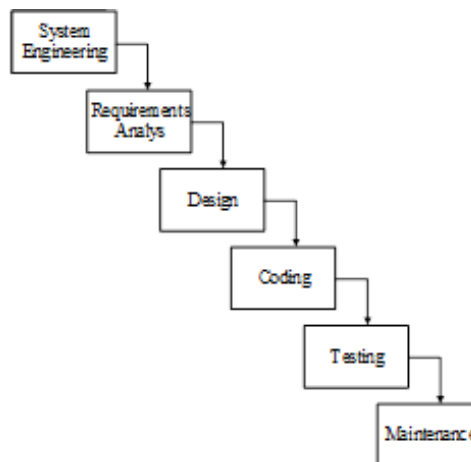 System
Engineering
Requirements
Analys
Design
Coding
Testing
Maintenance